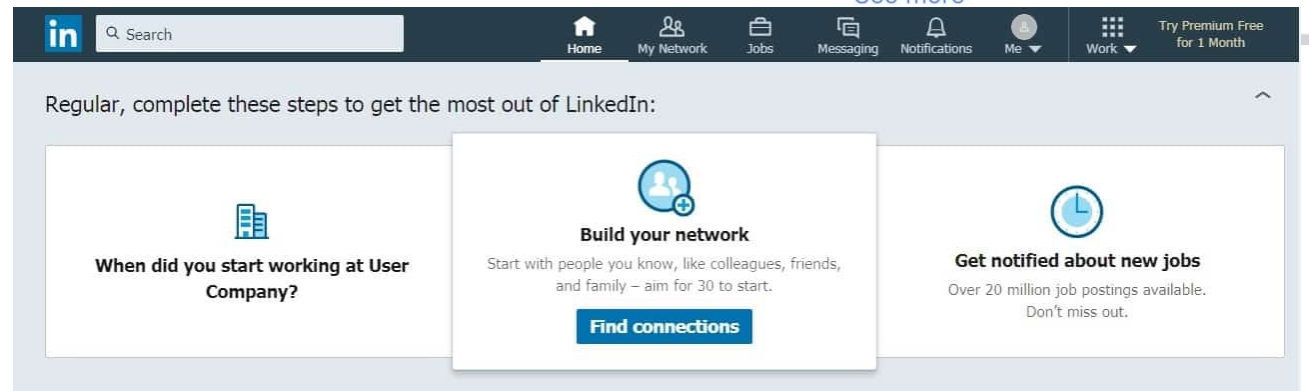 See more
in
Search
Home
My Network
Jobs
Messaging
Notifications
Me
Work
Try Premium Free
for 1 Month
Regular, complete these steps to get the most out of LinkedIn:
When did you start working at User
Company?
Build your network
Start with people you know, like colleagues, friends,
and family – aim for 30 to start.
Find connections
Get notified about new jobs
Over 20 million job postings available.
Don't miss out.